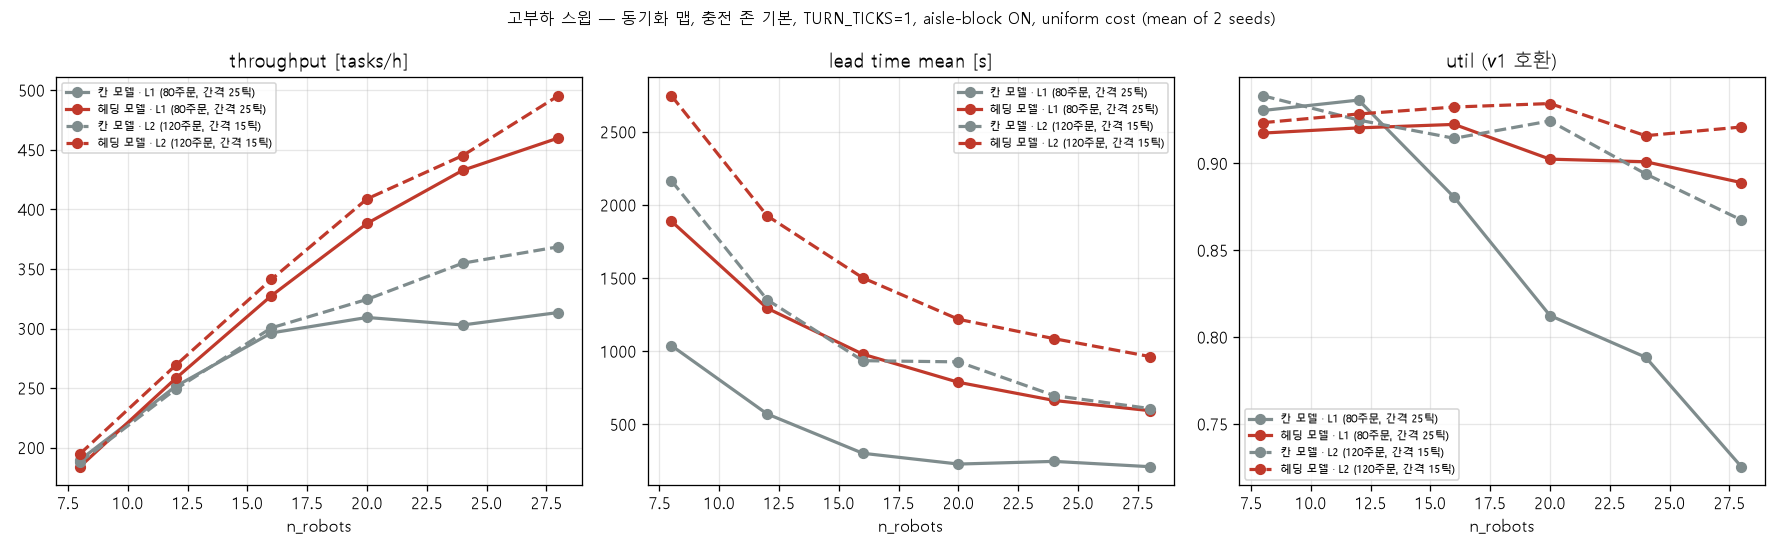 고부하 스윕 — 동기화 맵, 충전 존 기본, TURN_TICKS=1, aisle-block ON, uniform cost (mean of 2 seeds)
throughput [tasks/h]
500
450
400
350
300
250
200
7.5 10.0 12.5 15.0 17.5 20.0 22.5 25.0 27.5
n_robots
칸 모델 · L1 (80주문, 간격 25틱)
헤딩 모델 · L1 (80주문, 간격 25틱)
칸 모델 · L2 (120주문, 간격 15틱)
헤딩 모델 · L2 (120주문, 간격 15틱)
lead time mean [s]
2500
2000
1500
1000
500
7.5 10.0 12.5 15.0 17.5 20.0 22.5 25.0 27.5
n_robots
칸 모델 · L1 (80주문, 간격 25틱)
헤딩 모델 · L1 (80주문, 간격 25틱)
칸 모델 · L2 (120주문, 간격 15틱)
헤딩 모델 · L2 (120주문, 간격 15틱)
util (v1 호환)
0.90
0.85
0.80
0.75
7.5 10.0 12.5 15.0 17.5 20.0 22.5 25.0 27.5
n_robots
칸 모델 · L1 (80주문, 간격 25틱)
헤딩 모델 · L1 (80주문, 간격 25틱)
칸 모델 · L2 (120주문, 간격 15틱)
헤딩 모델 · L2 (120주문, 간격 15틱)